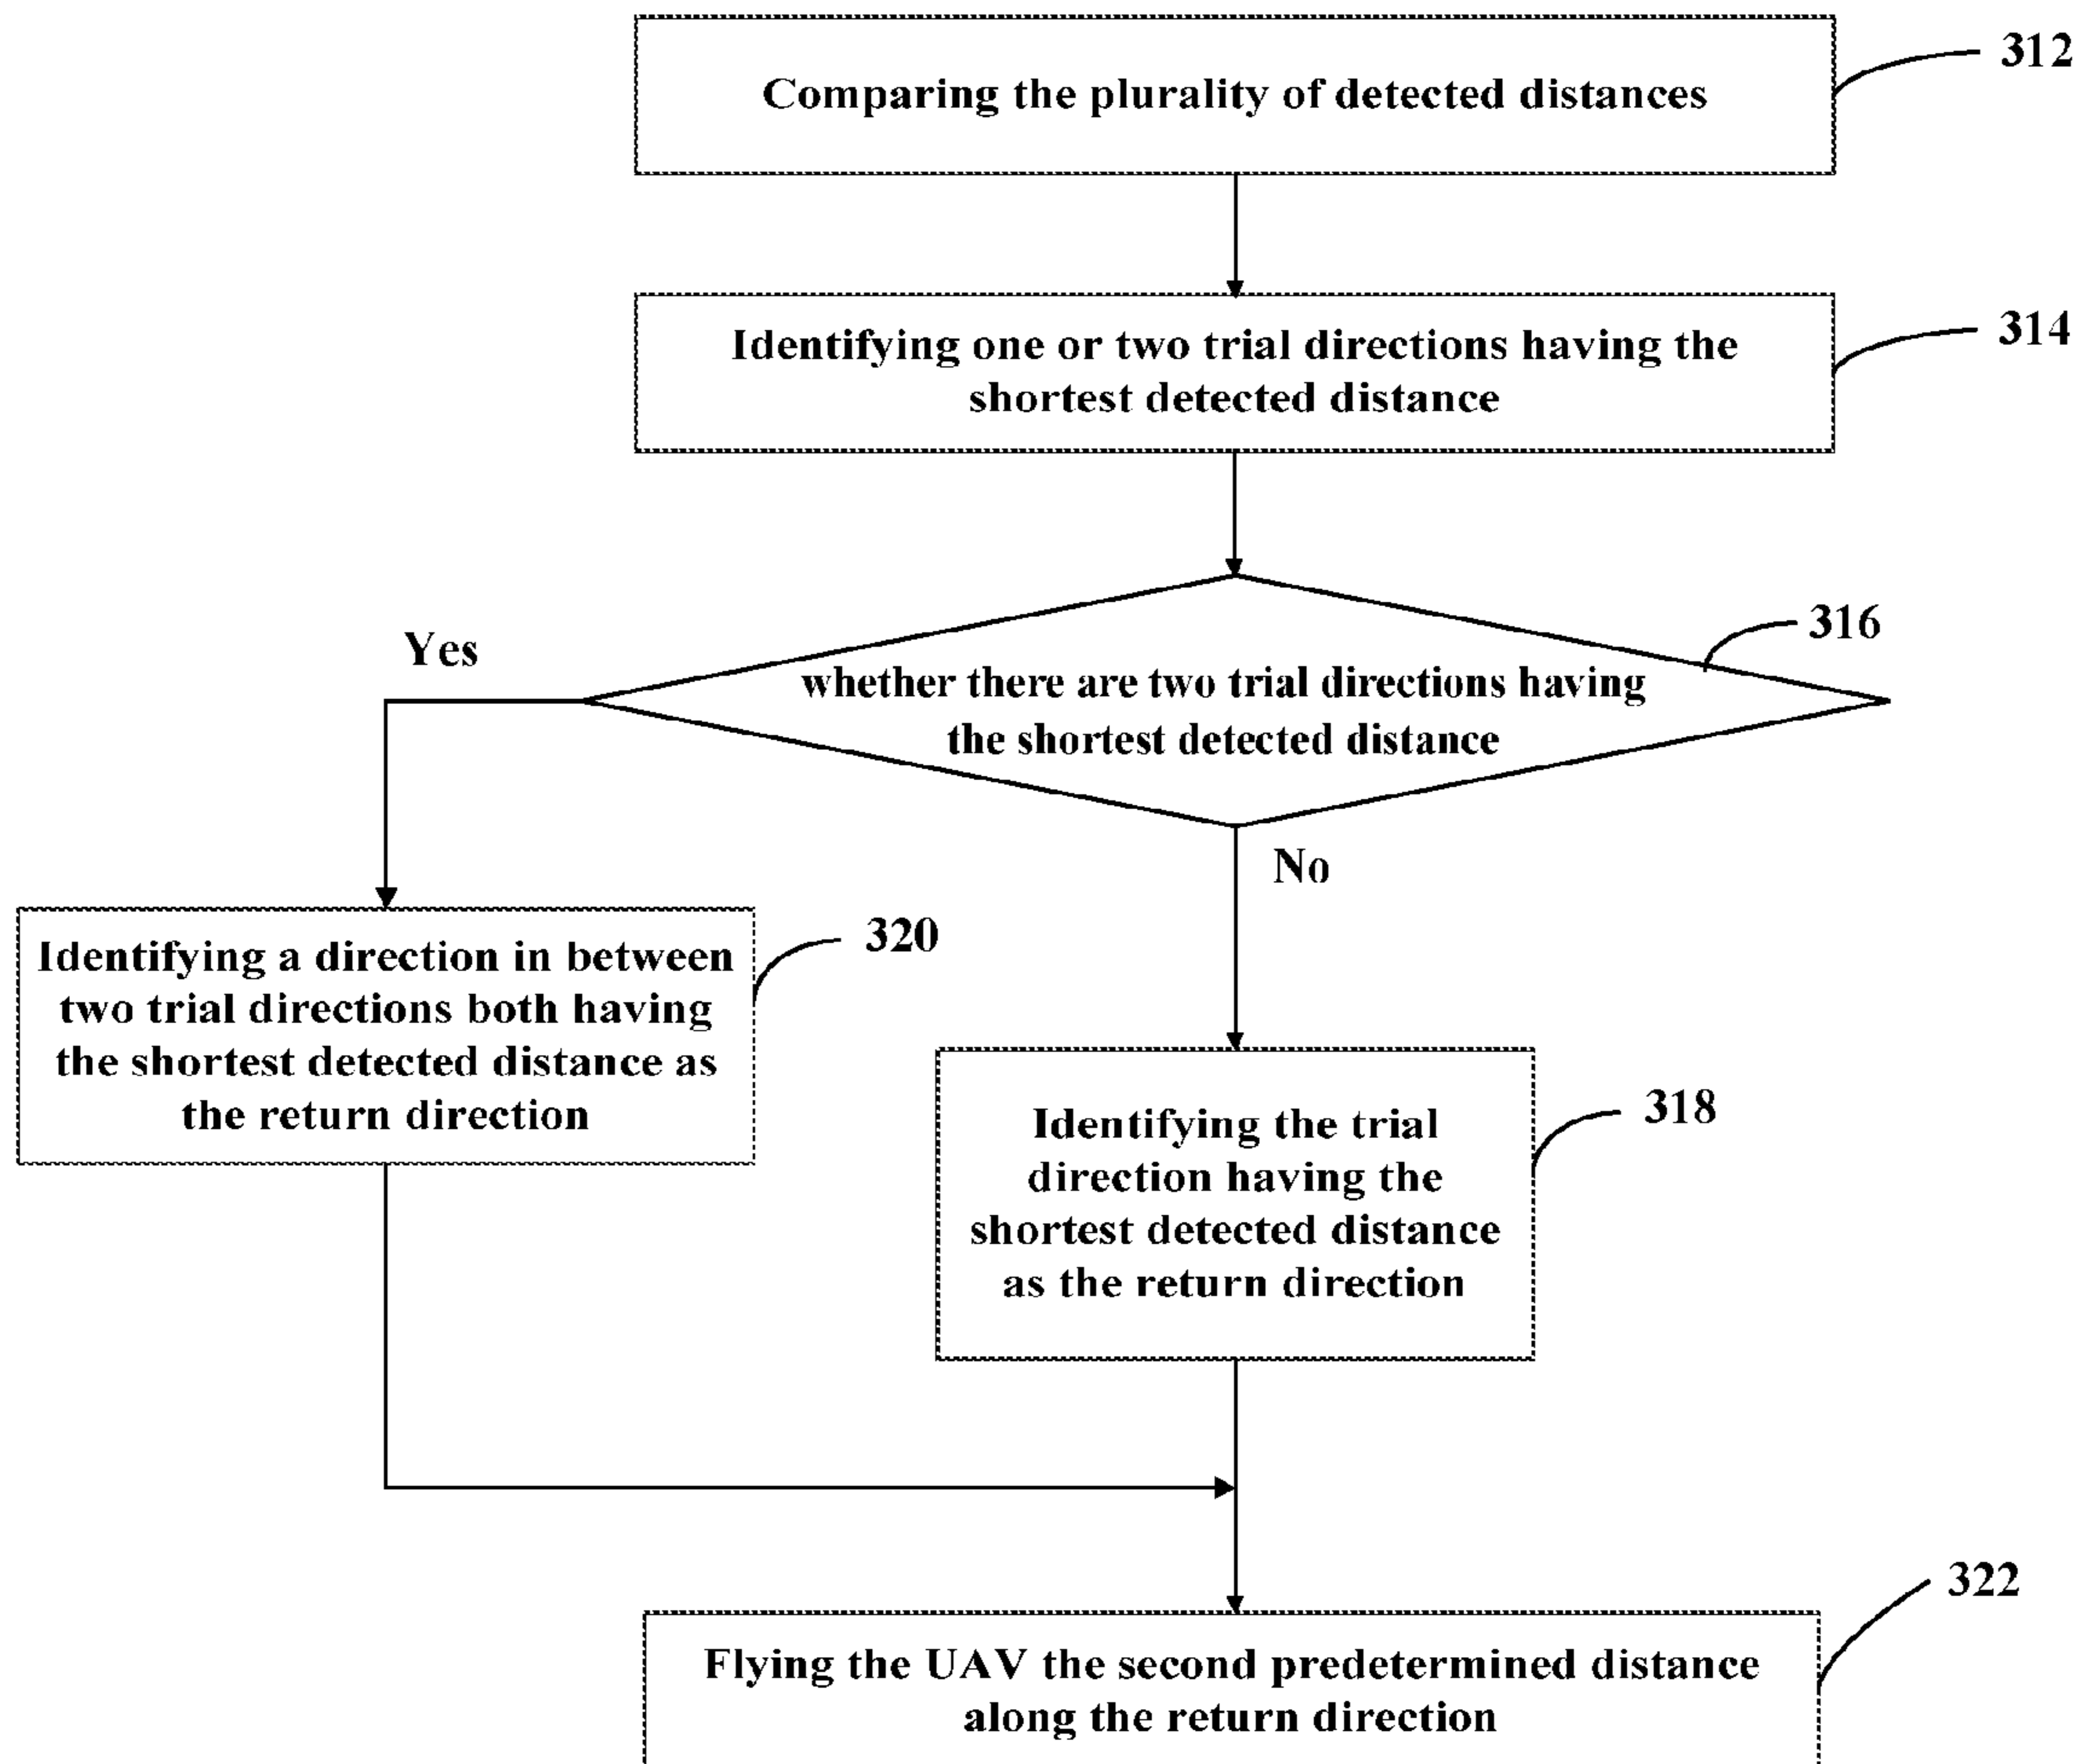 Comparing the plurality of detected distances
312
Identifying one or two trial directions having the
shortest detected distance
314
whether there are two trial directions having
the shortest detected distance
316
Yes
No
Identifying a direction in between
two trial directions both having
the shortest detected distance as
the return direction
320
Identifying the trial
direction having the
shortest detected distance
as the return direction
318
Flying the UAV the second predetermined distance
along the return direction
322